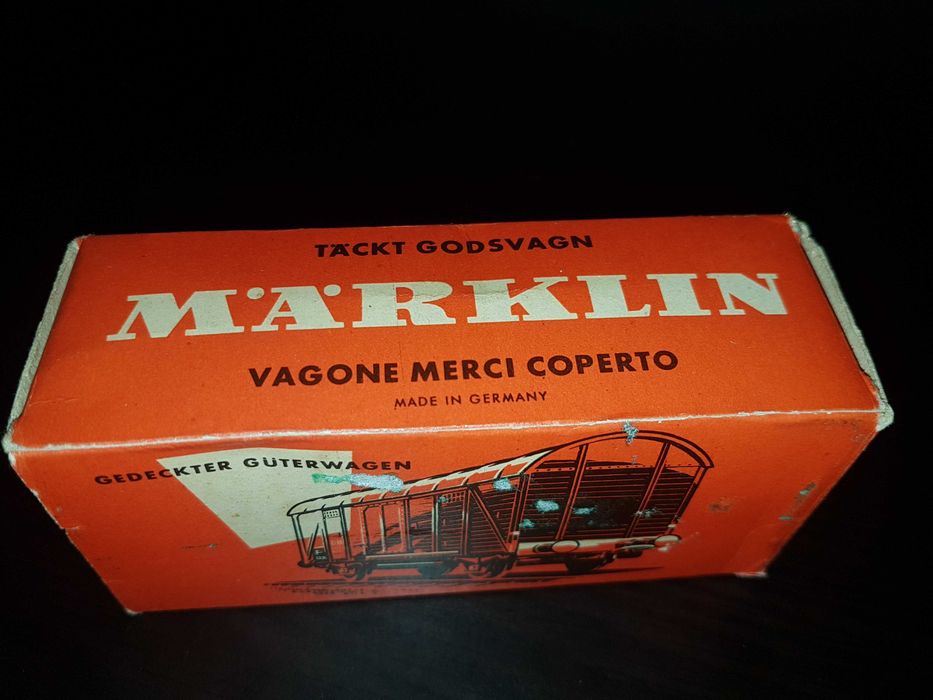 TÄCKT GODSVAGN
MÄRKLIN
VAGONE MERCI COPERTO
MADE IN GERMANY
GEDECKTER GÜTERWAGEN